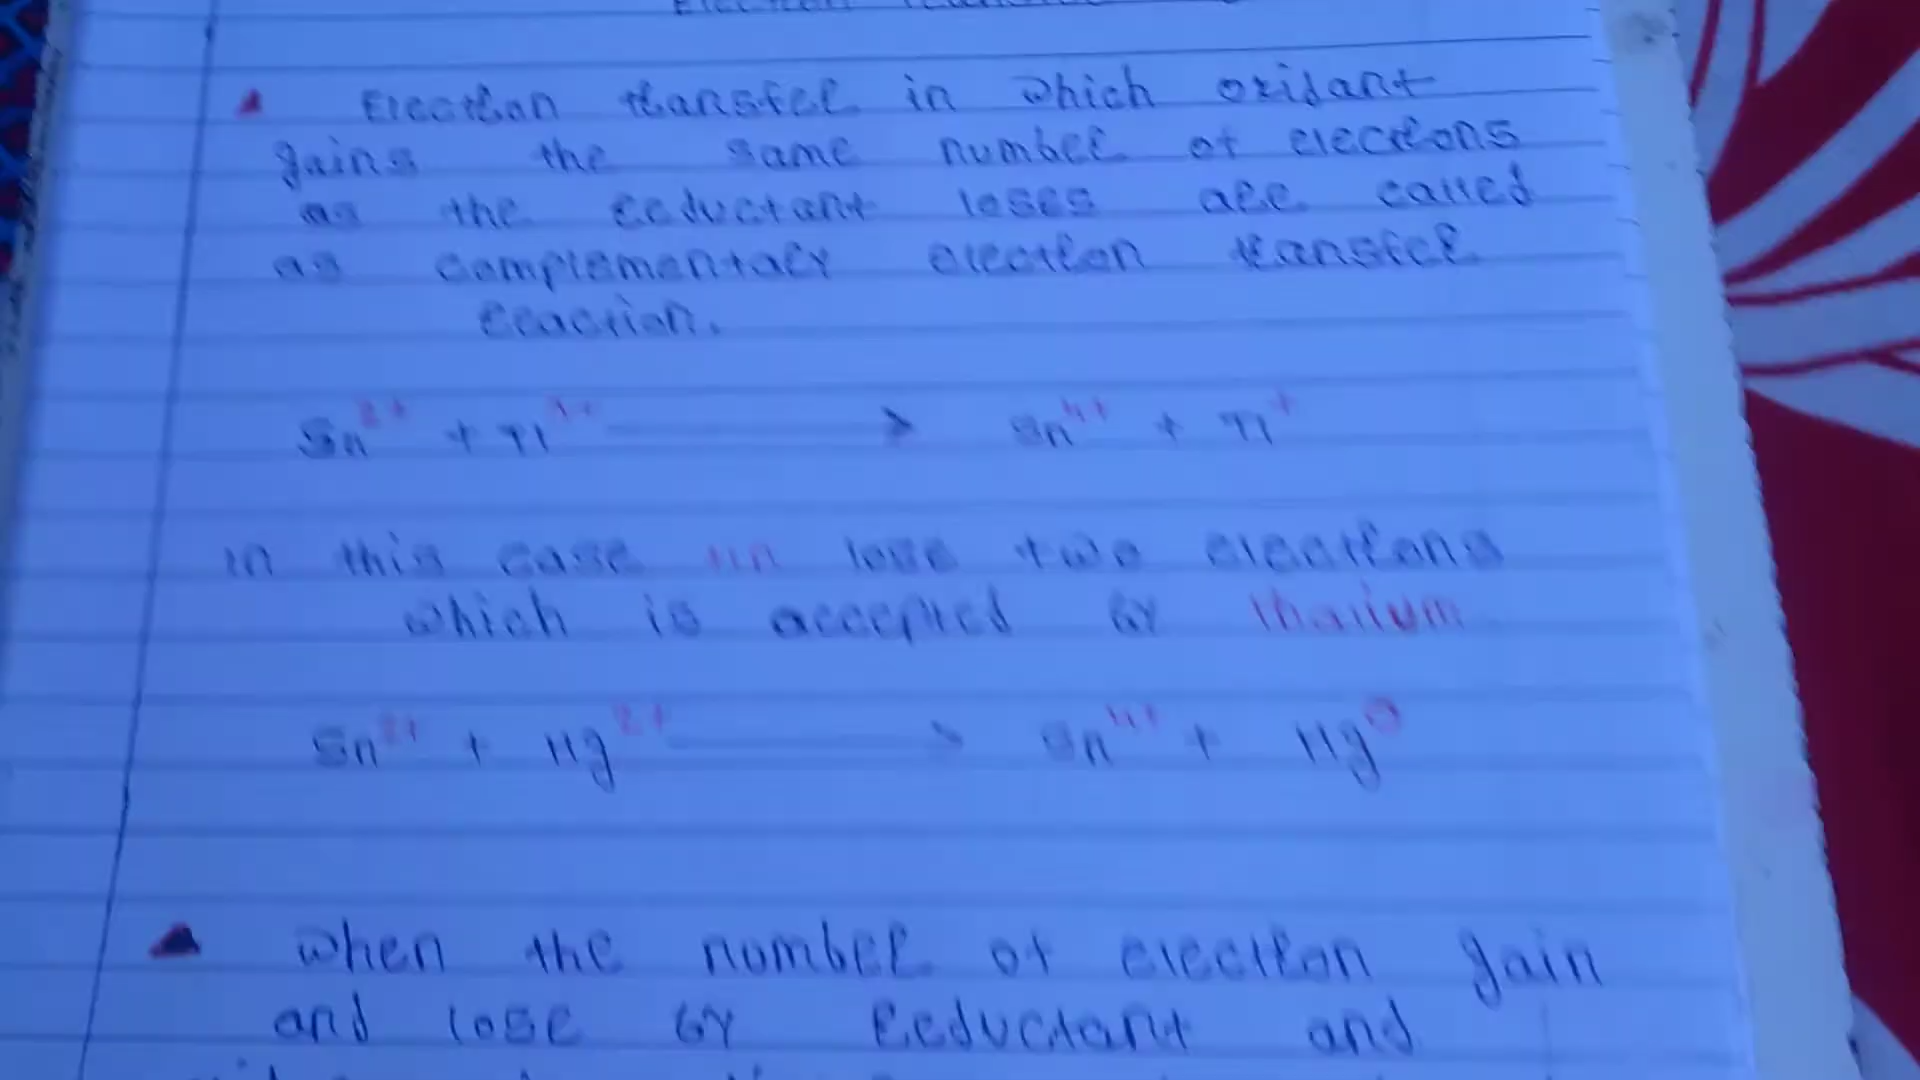 Electron transfer in which oxidant
gains the same number of electrons
as the reductant loses are called
as complementary electron transfer
reaction.
Sn²⁺ + Tl³⁺ ⟶ Sn⁴⁺ + Tl⁺
in this case tin lose two electrons
which is accepted by thallium
Sn²⁺ + Hg²⁺ ⟶ Sn⁴⁺ + Hg⁰
when the number of electron gain
and lose by Reductant and